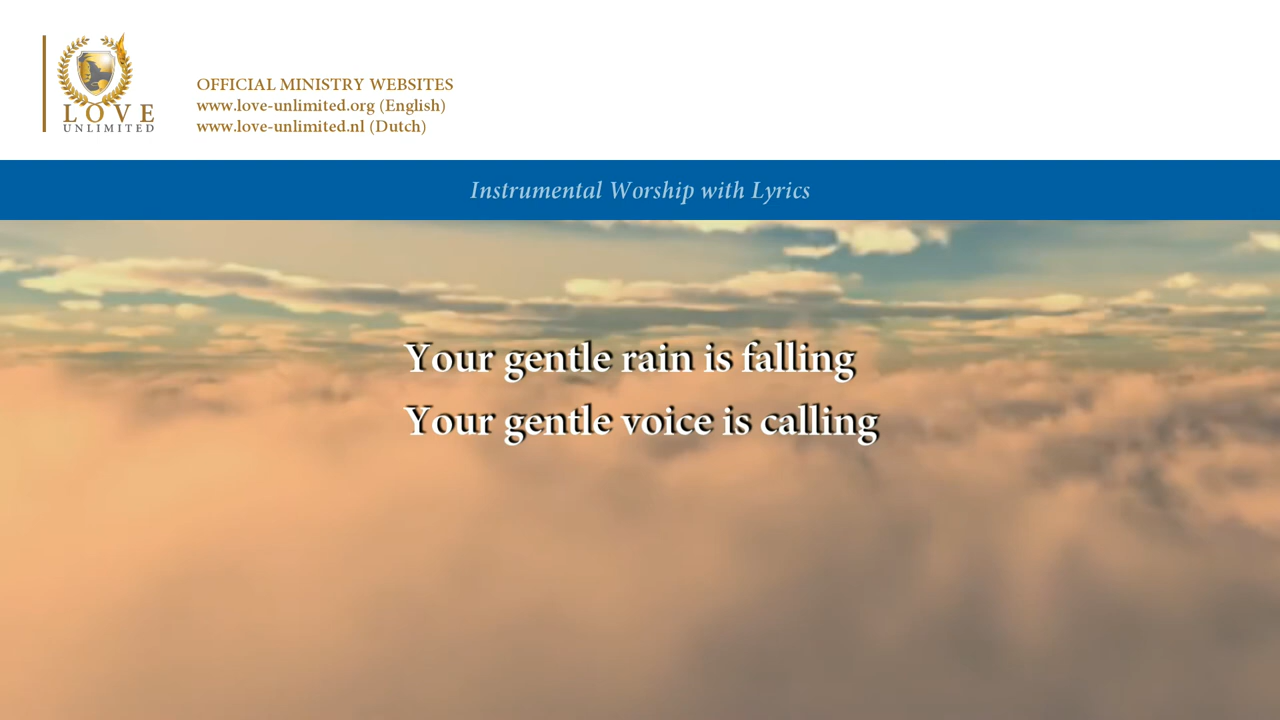 LOVE
UNLIMITED
OFFICIAL MINISTRY WEBSITES
www.love-unlimited.org (English)
www.love-unlimited.nl (Dutch)
Instrumental Worship with Lyrics
Your gentle rain is falling
Your gentle voice is calling